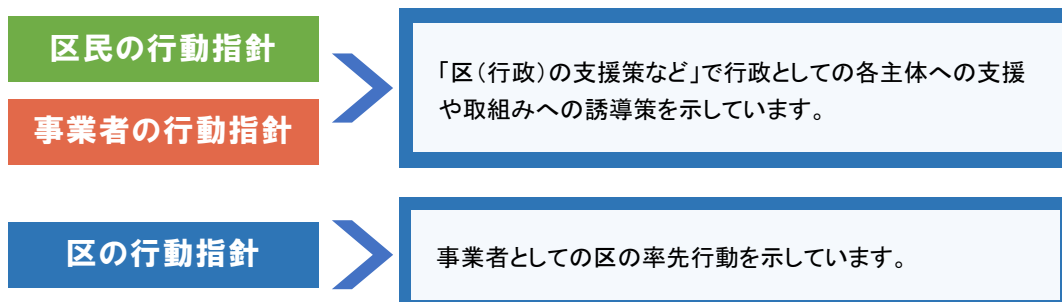 区民の行動指針
事業者の行動指針
「区（行政）の支援策など」で行政としての各主体への支援
や取組みへの誘導策を示しています。
区の行動指針
事業者としての区の率先行動を示しています。